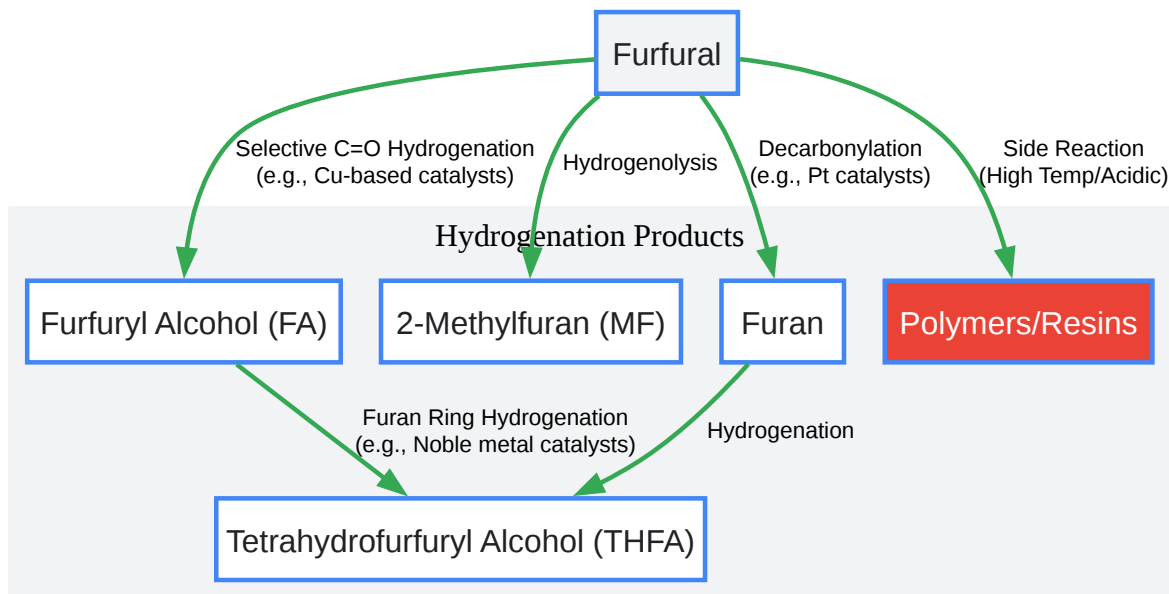 Furfural
Selective C=O Hydrogenation
(e.g., Cu-based catalysts)
Hydrogenolysis
Decarbonylation
(e.g., Pt catalysts)
Side Reaction
(High Temp/Acidic)
Hydrogenation Products
Furfuryl Alcohol (FA)
2-Methylfuran (MF)
Furan
Polymers/Resins
Furan Ring Hydrogenation
(e.g., Noble metal catalysts)
Hydrogenation
Tetrahydrofurfuryl Alcohol (THFA)